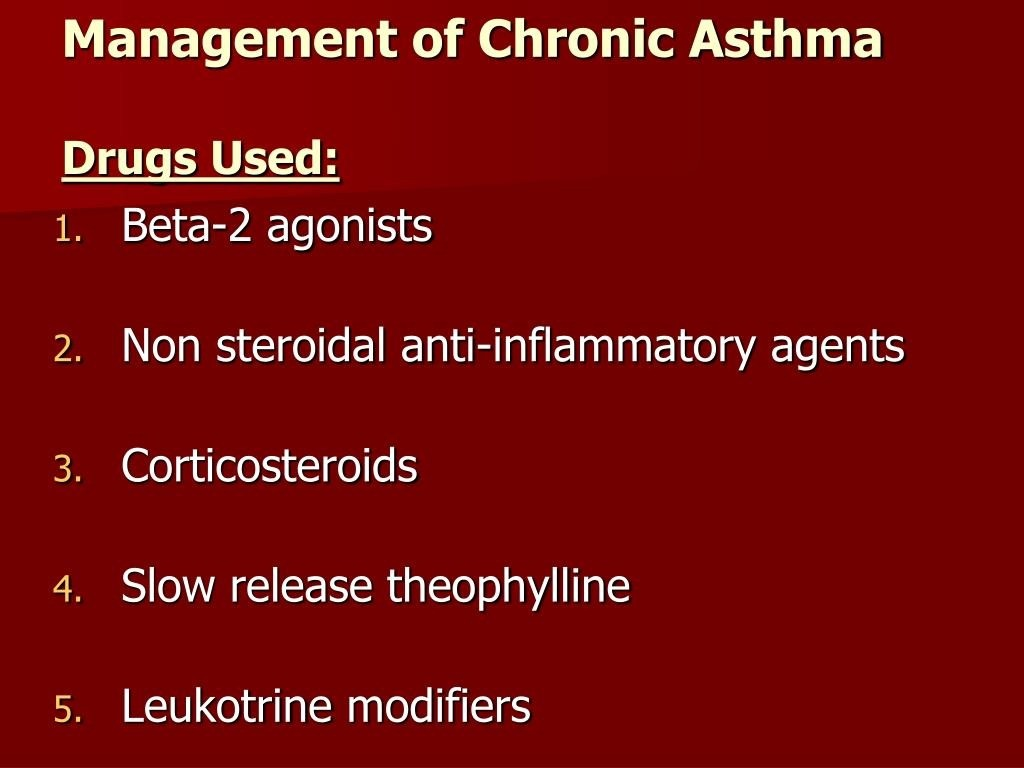 Management of Chronic Asthma
Drugs Used:
1. Beta-2 agonists
2. Non steroidal anti-inflammatory agents
3. Corticosteroids
4. Slow release theophylline
5. Leukotrine modifiers